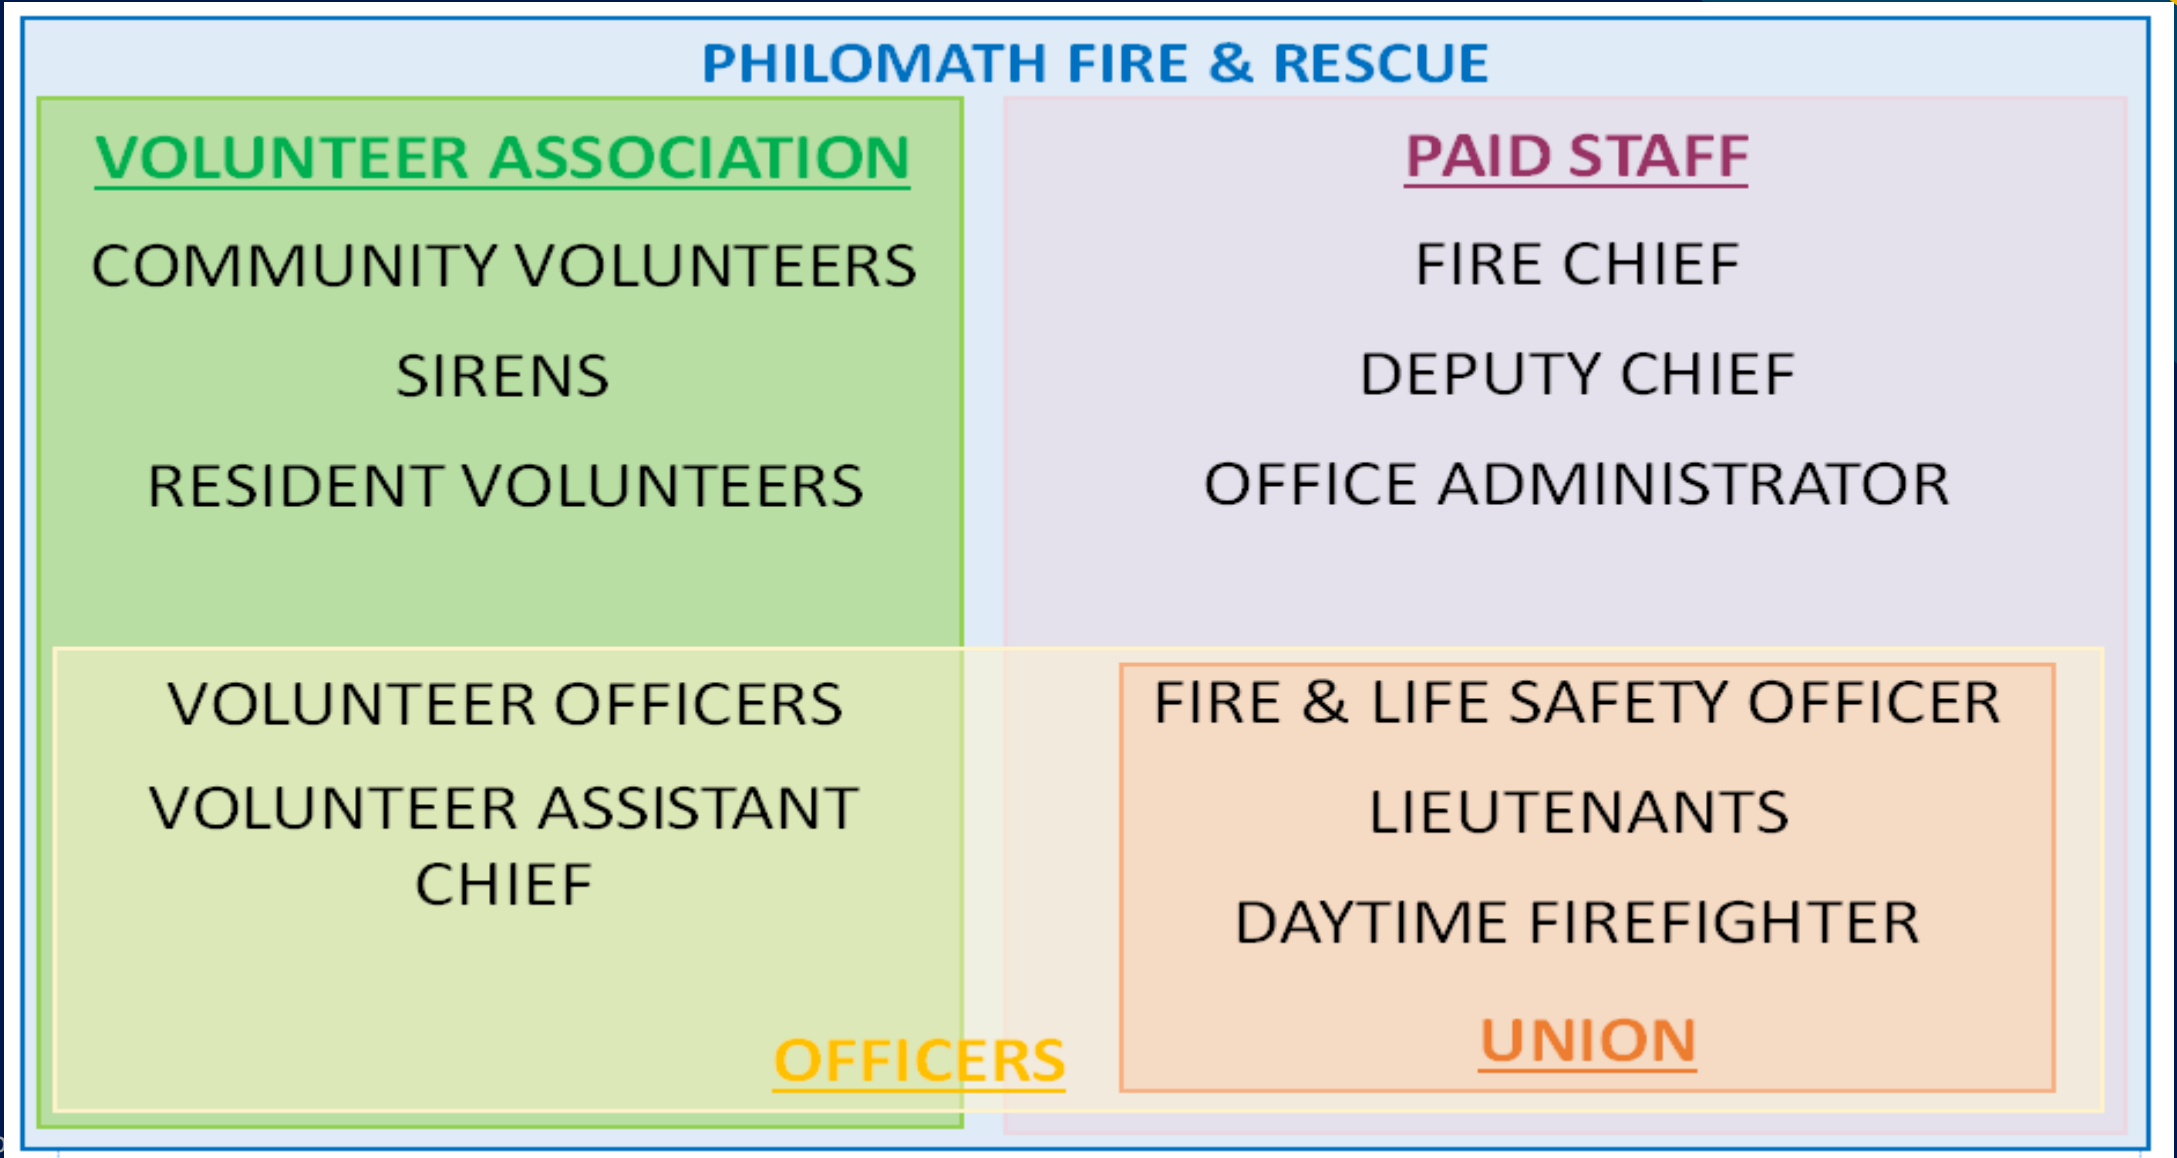 PHILOMATH FIRE & RESCUE
VOLUNTEER ASSOCIATION
COMMUNITY VOLUNTEERS
SIRENS
RESIDENT VOLUNTEERS
VOLUNTEER OFFICERS
VOLUNTEER ASSISTANT
CHIEF
PAID STAFF
FIRE CHIEF
DEPUTY CHIEF
OFFICE ADMINISTRATOR
FIRE & LIFE SAFETY OFFICER
LIEUTENANTS
DAYTIME FIREFIGHTER
UNION
OFFICERS